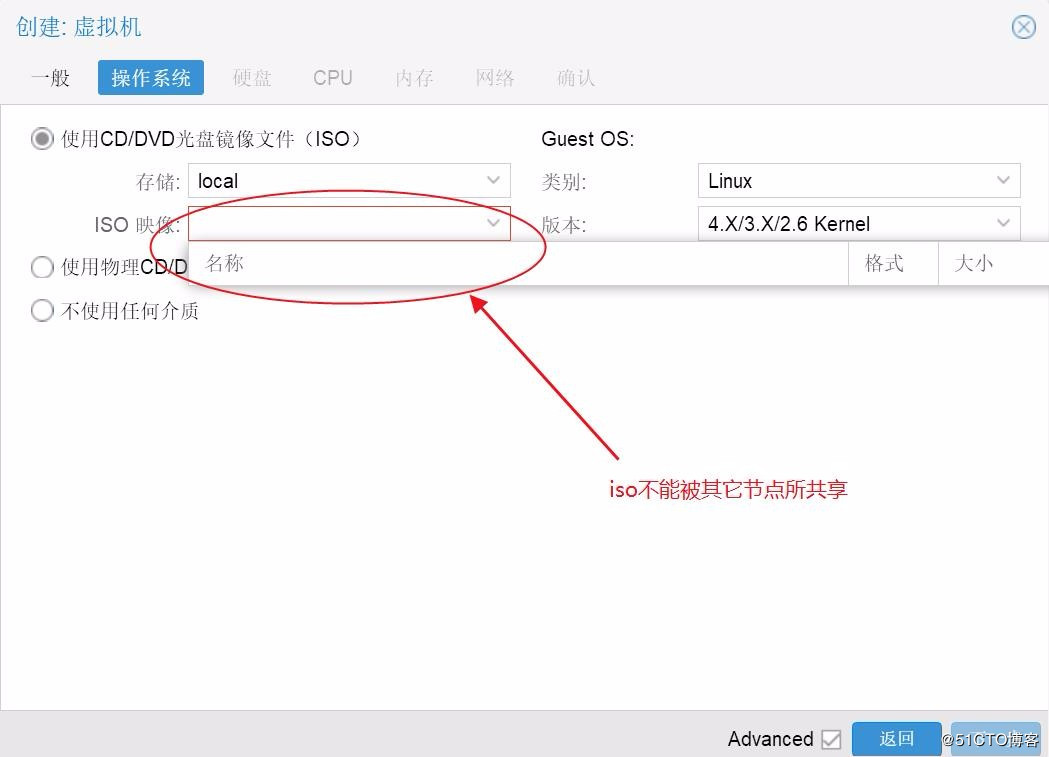 创建: 虚拟机
一般 操作系统 硬盘 CPU 内存 网络 确认
使用CD/DVD光盘镜像文件（ISO） Guest OS:
存储: local 类别: Linux
ISO 映像: 版本: 4.X/3.X/2.6 Kernel
使用物理CD/D 名称 格式 大小
不使用任何介质
iso不能被其它节点所共享
Advanced 返回 @51CTO博客